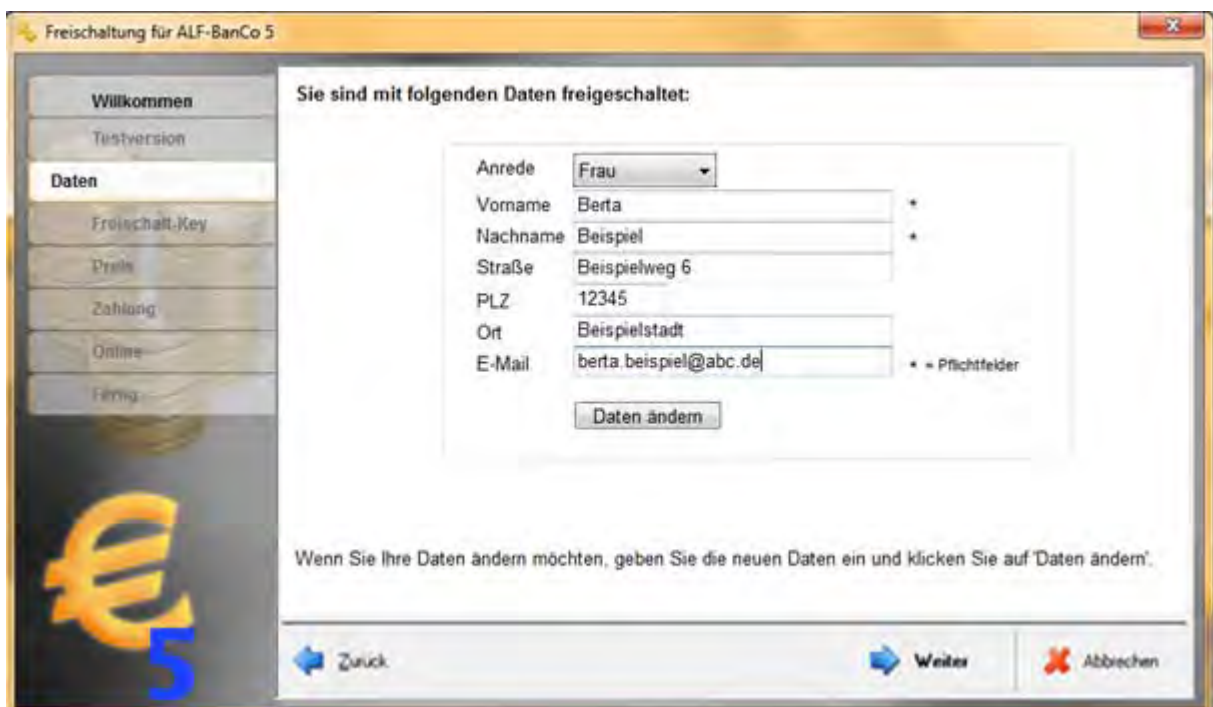 Freischaltung für ALF-BanCo 5
Willkommen
Testversion
Daten
Freischalt-Key
Preis
Zahlung
Online
Fertig
Sie sind mit folgenden Daten freigeschaltet:
Anrede Frau
Vorname Berta *
Nachname Beispiel *
Straße Beispielweg 6
PLZ 12345
Ort Beispielstadt
E-Mail berta.beispiel@abc.de * = Pflichtfelder
Daten ändern
Wenn Sie Ihre Daten ändern möchten, geben Sie die neuen Daten ein und klicken Sie auf 'Daten ändern'.
€ 5
Zurück Weiter Abbrechen